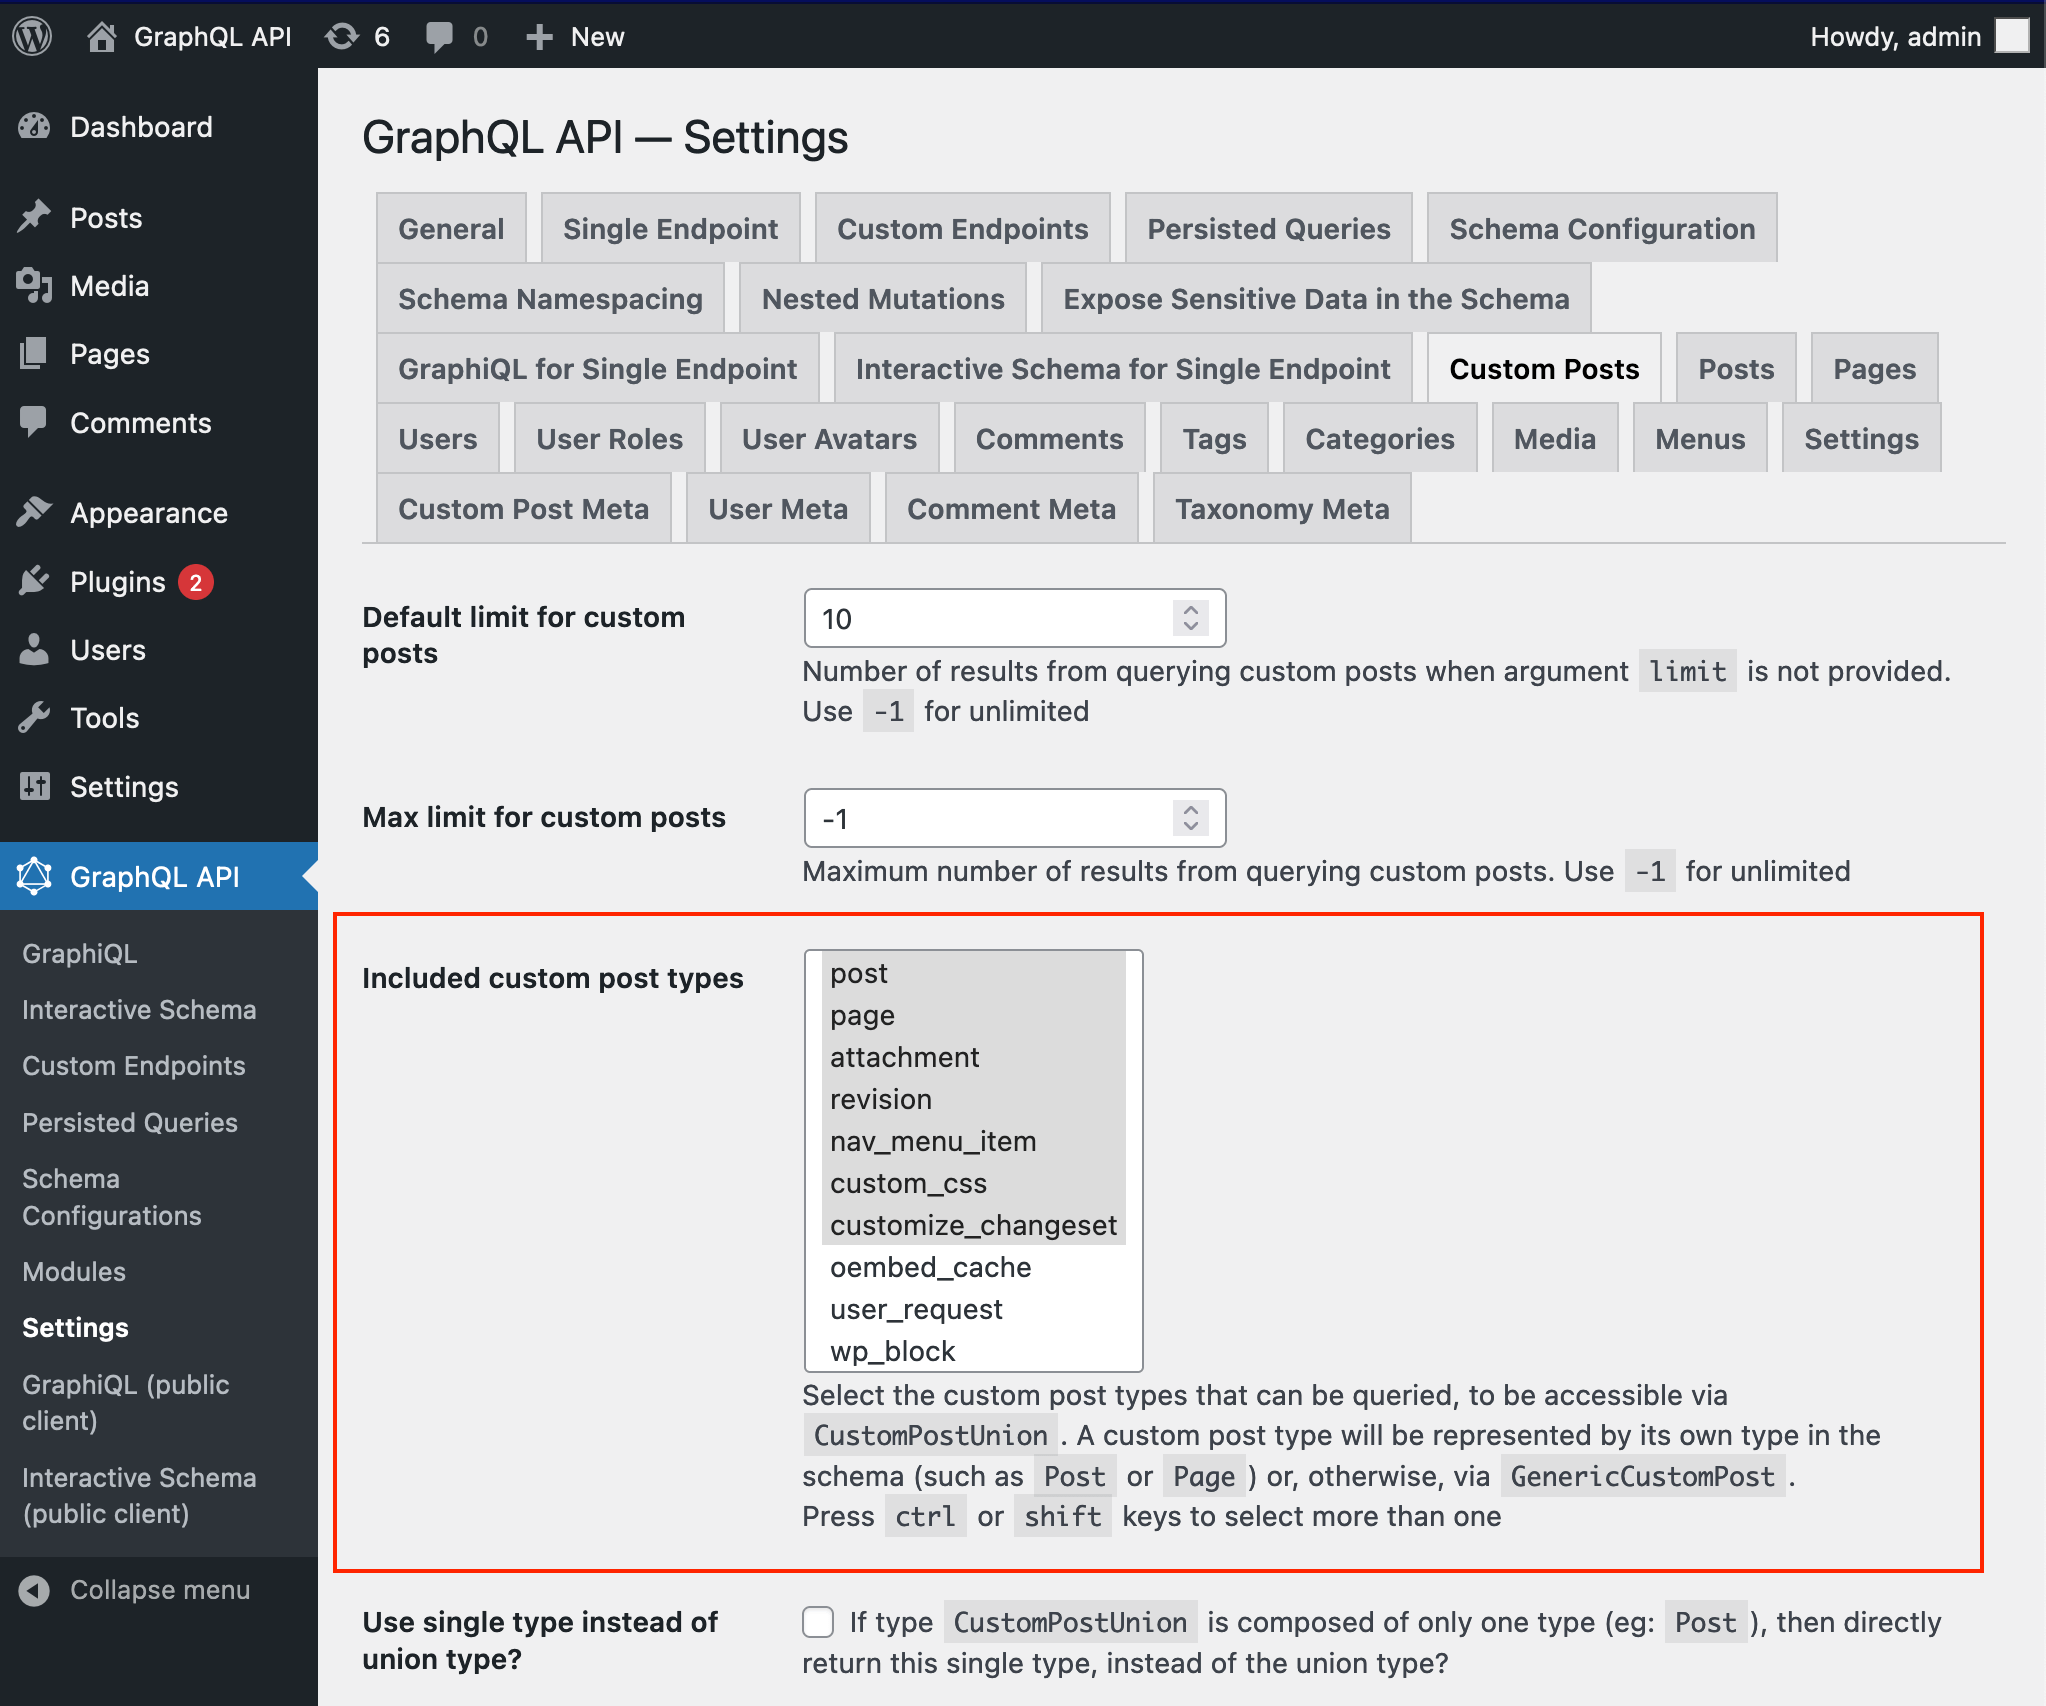 GraphQL API 6 0 New Howdy, admin
Dashboard
Posts
Media
Pages
Comments
Appearance
Plugins 2
Users
Tools
Settings
GraphQL API
GraphiQL
Interactive Schema
Custom Endpoints
Persisted Queries
Schema
Configurations
Modules
Settings
GraphiQL (public
client)
Interactive Schema
(public client)
Collapse menu
GraphQL API — Settings
General Single Endpoint Custom Endpoints Persisted Queries Schema Configuration
Schema Namespacing Nested Mutations Expose Sensitive Data in the Schema
GraphiQL for Single Endpoint Interactive Schema for Single Endpoint Custom Posts Posts Pages
Users User Roles User Avatars Comments Tags Categories Media Menus Settings
Custom Post Meta User Meta Comment Meta Taxonomy Meta
Default limit for custom
posts
10
Number of results from querying custom posts when argument limit is not provided.
Use -1 for unlimited
Max limit for custom posts
-1
Maximum number of results from querying custom posts. Use -1 for unlimited
Included custom post types
post
page
attachment
revision
nav_menu_item
custom_css
customize_changeset
oembed_cache
user_request
wp_block
Select the custom post types that can be queried, to be accessible via
CustomPostUnion . A custom post type will be represented by its own type in the
schema (such as Post or Page ) or, otherwise, via GenericCustomPost .
Press ctrl or shift keys to select more than one
Use single type instead of
union type?
If type CustomPostUnion is composed of only one type (eg: Post ), then directly
return this single type, instead of the union type?